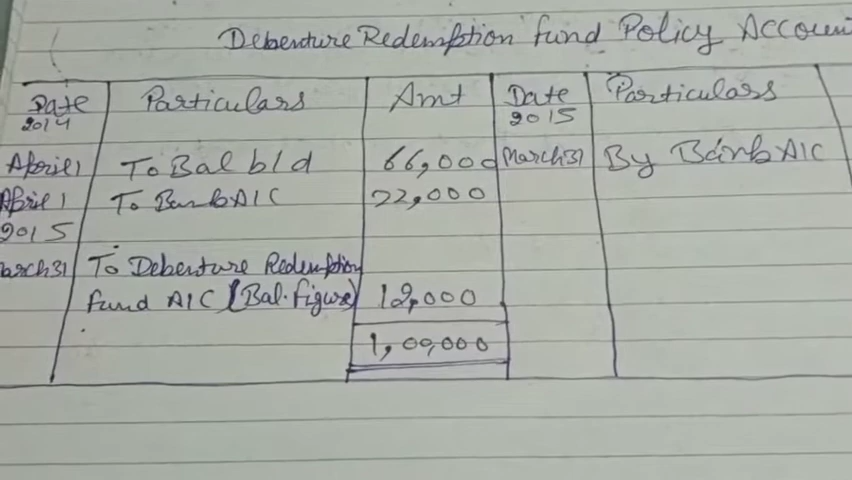 Debenture Redemption Fund Policy Account
Date Particulars Amt Date Particulars
2014 2015
April 1 To Bal b/d 66,000 March 31 By Bank A/C
April 1 To Bank A/C 22,000
2015
March 31 To Debenture Redemption
fund A/C (Bal. figure) 12,000
1,00,000